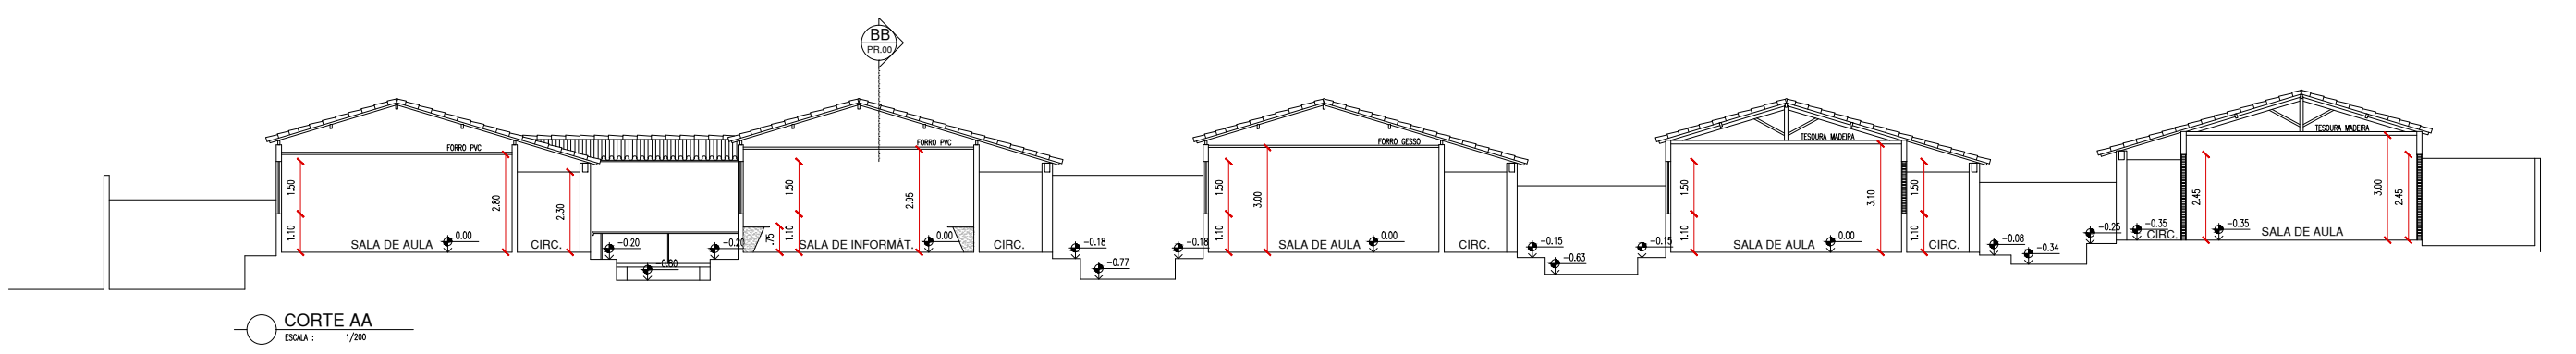 BB
PR.00
FORRO PVC
1.50
1.10
2.80
SALA DE AULA
0.00
2.30
CIRC.
-0.20
-0.20
-0.80
FORRO PVC
1.50
.75
1.10
2.95
SALA DE INFORMÁT.
0.00
CIRC.
-0.18
-0.77
-0.18
FORRO GESSO
1.50
1.10
3.00
SALA DE AULA
0.00
CIRC.
-0.15
-0.63
-0.15
TESOURA MADEIRA
1.50
1.10
SALA DE AULA
0.00
3.10
1.50
1.10
CIRC.
-0.08
-0.34
-0.25
TESOURA MADEIRA
-0.35
CIRC.
2.45
-0.35
SALA DE AULA
3.00
2.45
CORTE AA
ESCALA : 1/200